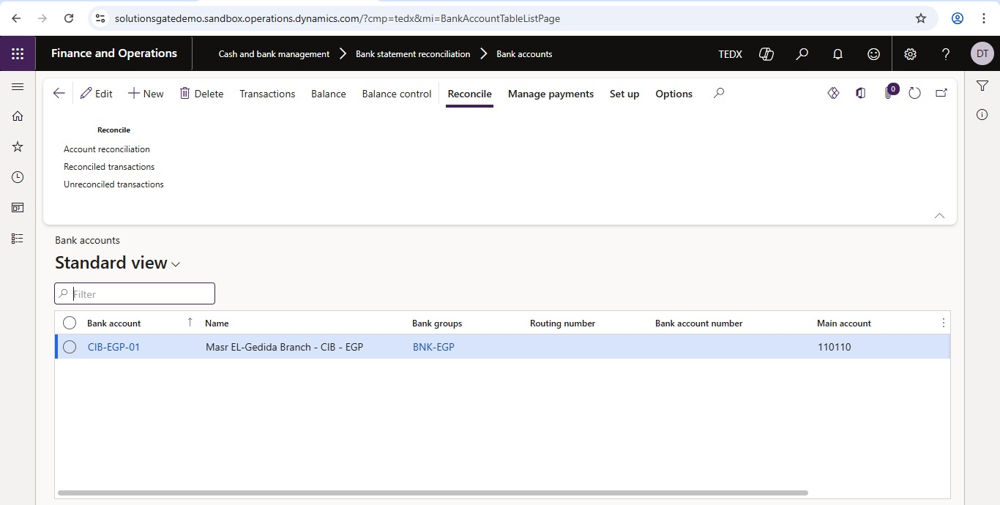 solutionsgatedemo.sandbox.operations.dynamics.com/?cmp=tedx&mi=BankAccountTableListPage
Finance and Operations
Cash and bank management > Bank statement reconciliation > Bank accounts
TEDX
?
DT
Edit
New
Delete
Transactions
Balance
Balance control
Reconcile
Manage payments
Set up
Options
0
Reconcile
Account reconciliation
Reconciled transactions
Unreconciled transactions
Bank accounts
Standard view
Filter
Bank account ↑ Name Bank groups Routing number Bank account number Main account
CIB-EGP-01 Masr EL-Gedida Branch - CIB - EGP BNK-EGP 110110